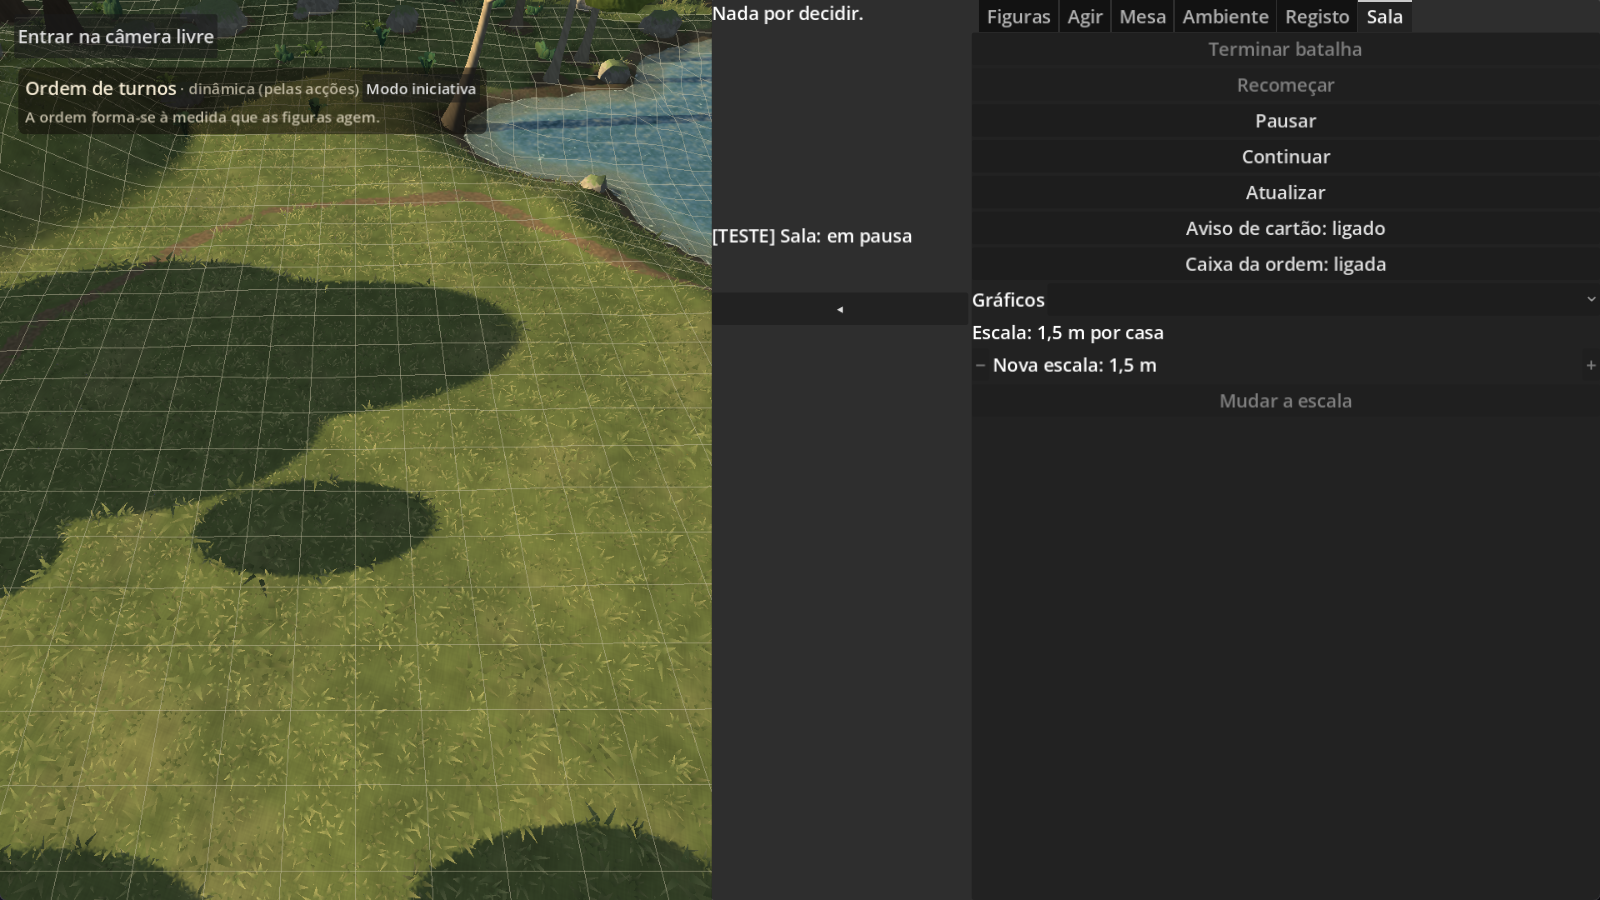 Entrar na câmera livre
Ordem de turnos · dinâmica (pelas acções) Modo iniciativa
A ordem forma-se à medida que as figuras agem.
Nada por decidir.
[TESTE] Sala: em pausa
Figuras Agir Mesa Ambiente Registo Sala
Terminar batalha
Recomeçar
Pausar
Continuar
Atualizar
Aviso de cartão: ligado
Caixa da ordem: ligada
Gráficos
Escala: 1,5 m por casa
− Nova escala: 1,5 m +
Mudar a escala